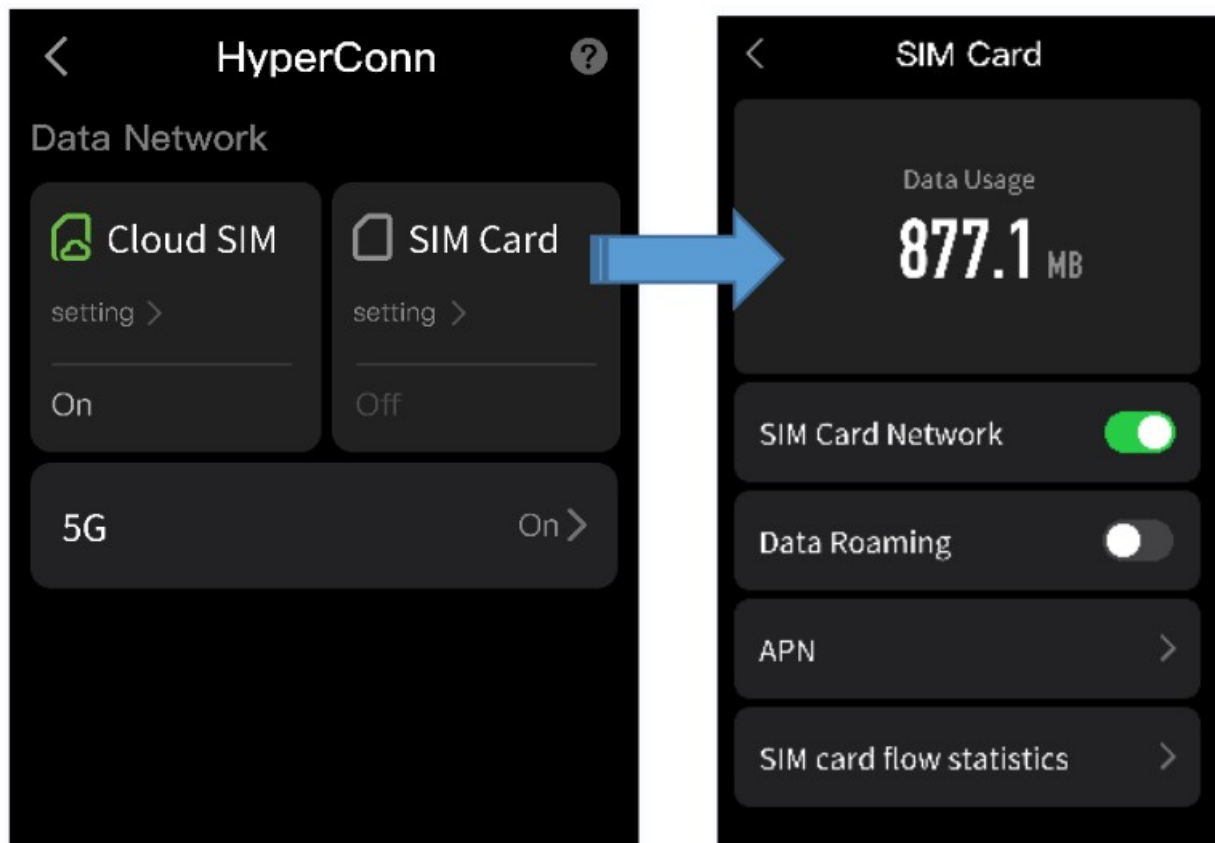 HyperConn
?
Data Network
Cloud SIM
setting >
On
SIM Card
setting >
Off
5G
On >
SIM Card
Data Usage
877.1 MB
SIM Card Network
Data Roaming
APN
SIM card flow statistics